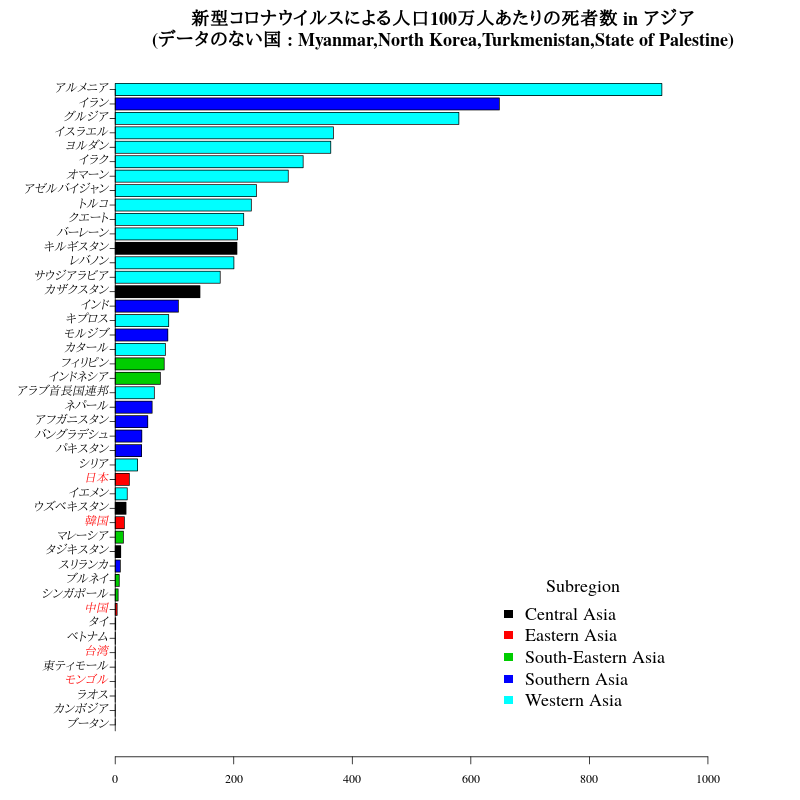 新型コロナウイルスによる人口100万人あたりの死者数 in アジア
(データのない国 : Myanmar,North Korea,Turkmenistan,State of Palestine)
アルメニア
イラン
グルジア
イスラエル
ヨルダン
イラク
オマーン
アゼルバイジャン
トルコ
クエート
バーレーン
キルギスタン
レバノン
サウジアラビア
カザクスタン
インド
キプロス
モルジブ
カタール
フィリピン
インドネシア
アラブ首長国連邦
ネパール
アフガニスタン
バングラデシュ
パキスタン
シリア
日本
イエメン
ウズベキスタン
韓国
マレーシア
タジキスタン
スリランカ
ブルネイ
シンガポール
中国
タイ
ベトナム
台湾
東ティモール
モンゴル
ラオス
カンボジア
ブータン
Subregion
Central Asia
Eastern Asia
South-Eastern Asia
Southern Asia
Western Asia
0 200 400 600 800 1000